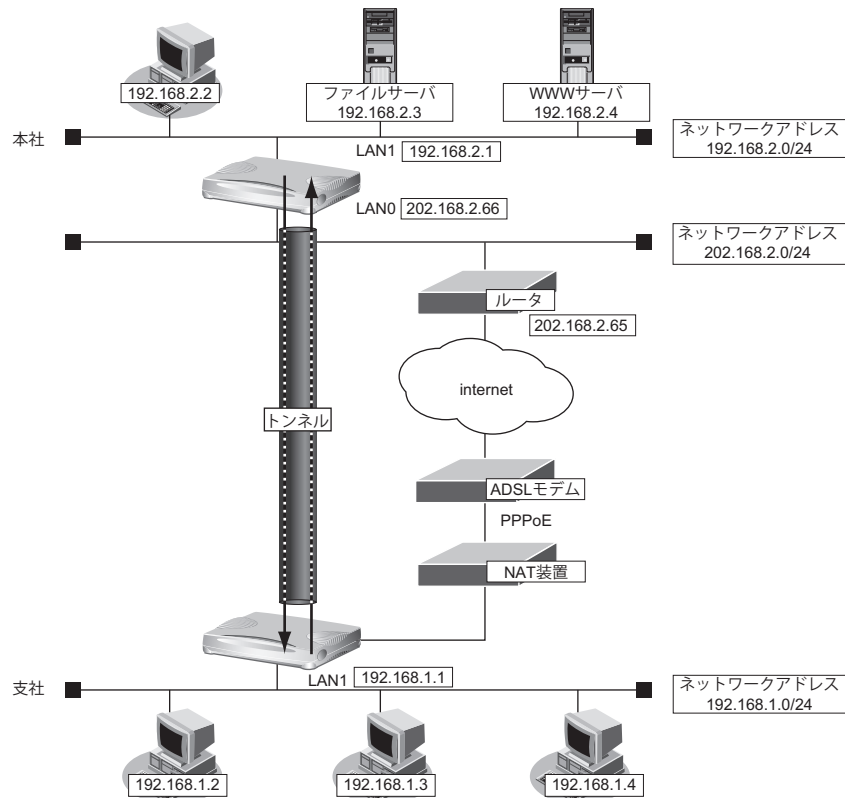 192.168.2.2
ファイルサーバ
192.168.2.3
WWWサーバ
192.168.2.4
本社
ネットワークアドレス
192.168.2.0/24
LAN1 192.168.2.1
LAN0 202.168.2.66
ネットワークアドレス
202.168.2.0/24
ルータ
202.168.2.65
internet
トンネル
ADSLモデム
PPPoE
NAT装置
支社
LAN1 192.168.1.1
ネットワークアドレス
192.168.1.0/24
192.168.1.2
192.168.1.3
192.168.1.4